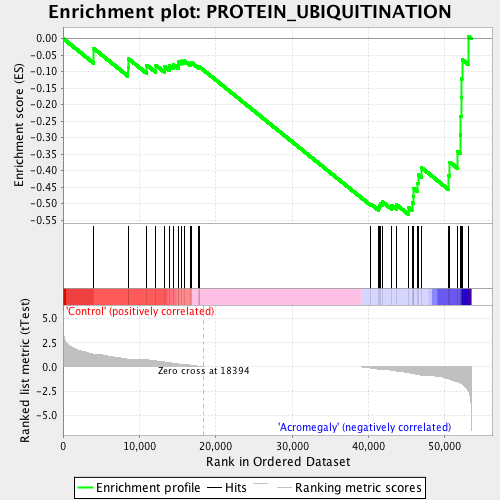 Enrichment plot: PROTEIN_UBIQUITINATION
Enrichment score (ES)
0.00
-0.05
-0.10
-0.15
-0.20
-0.25
-0.30
-0.35
-0.40
-0.45
-0.50
-0.55
'Control' (positively correlated)
Ranked list metric (tTest)
5.0
2.5
0.0
-2.5
-5.0
Zero cross at 18394
'Acromegaly' (negatively correlated)
0
10,000
20,000
30,000
40,000
50,000
Rank in Ordered Dataset
Enrichment profile
Hits
Ranking metric scores